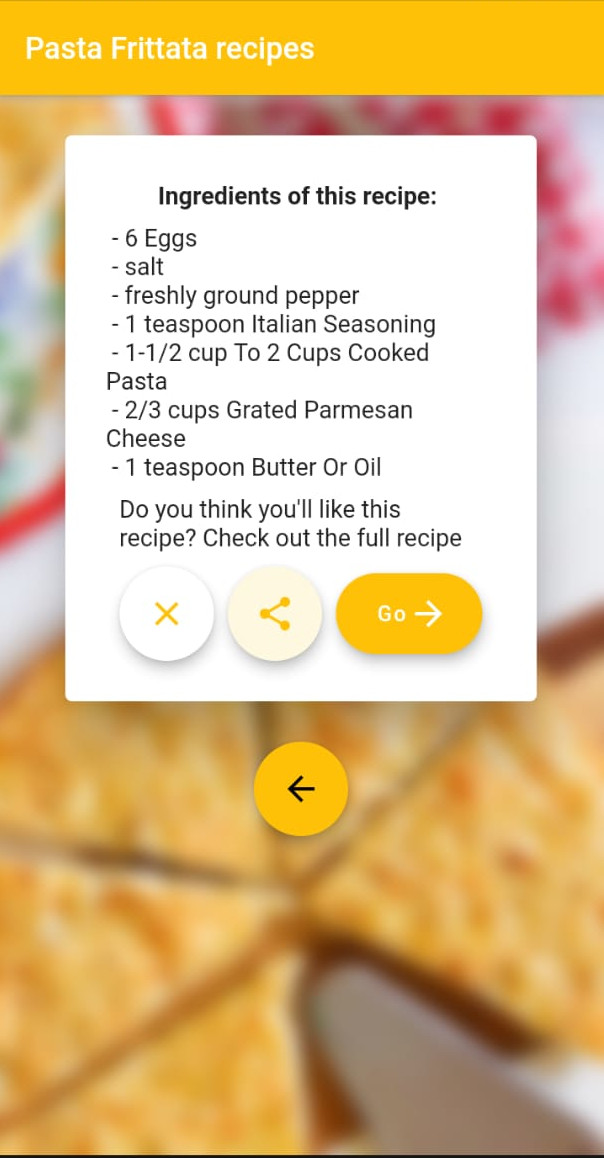 Pasta Frittata recipes
Ingredients of this recipe:
- 6 Eggs
- salt
- freshly ground pepper
- 1 teaspoon Italian Seasoning
- 1-1/2 cup To 2 Cups Cooked
Pasta
- 2/3 cups Grated Parmesan
Cheese
- 1 teaspoon Butter Or Oil
Do you think you'll like this
recipe? Check out the full recipe
Go